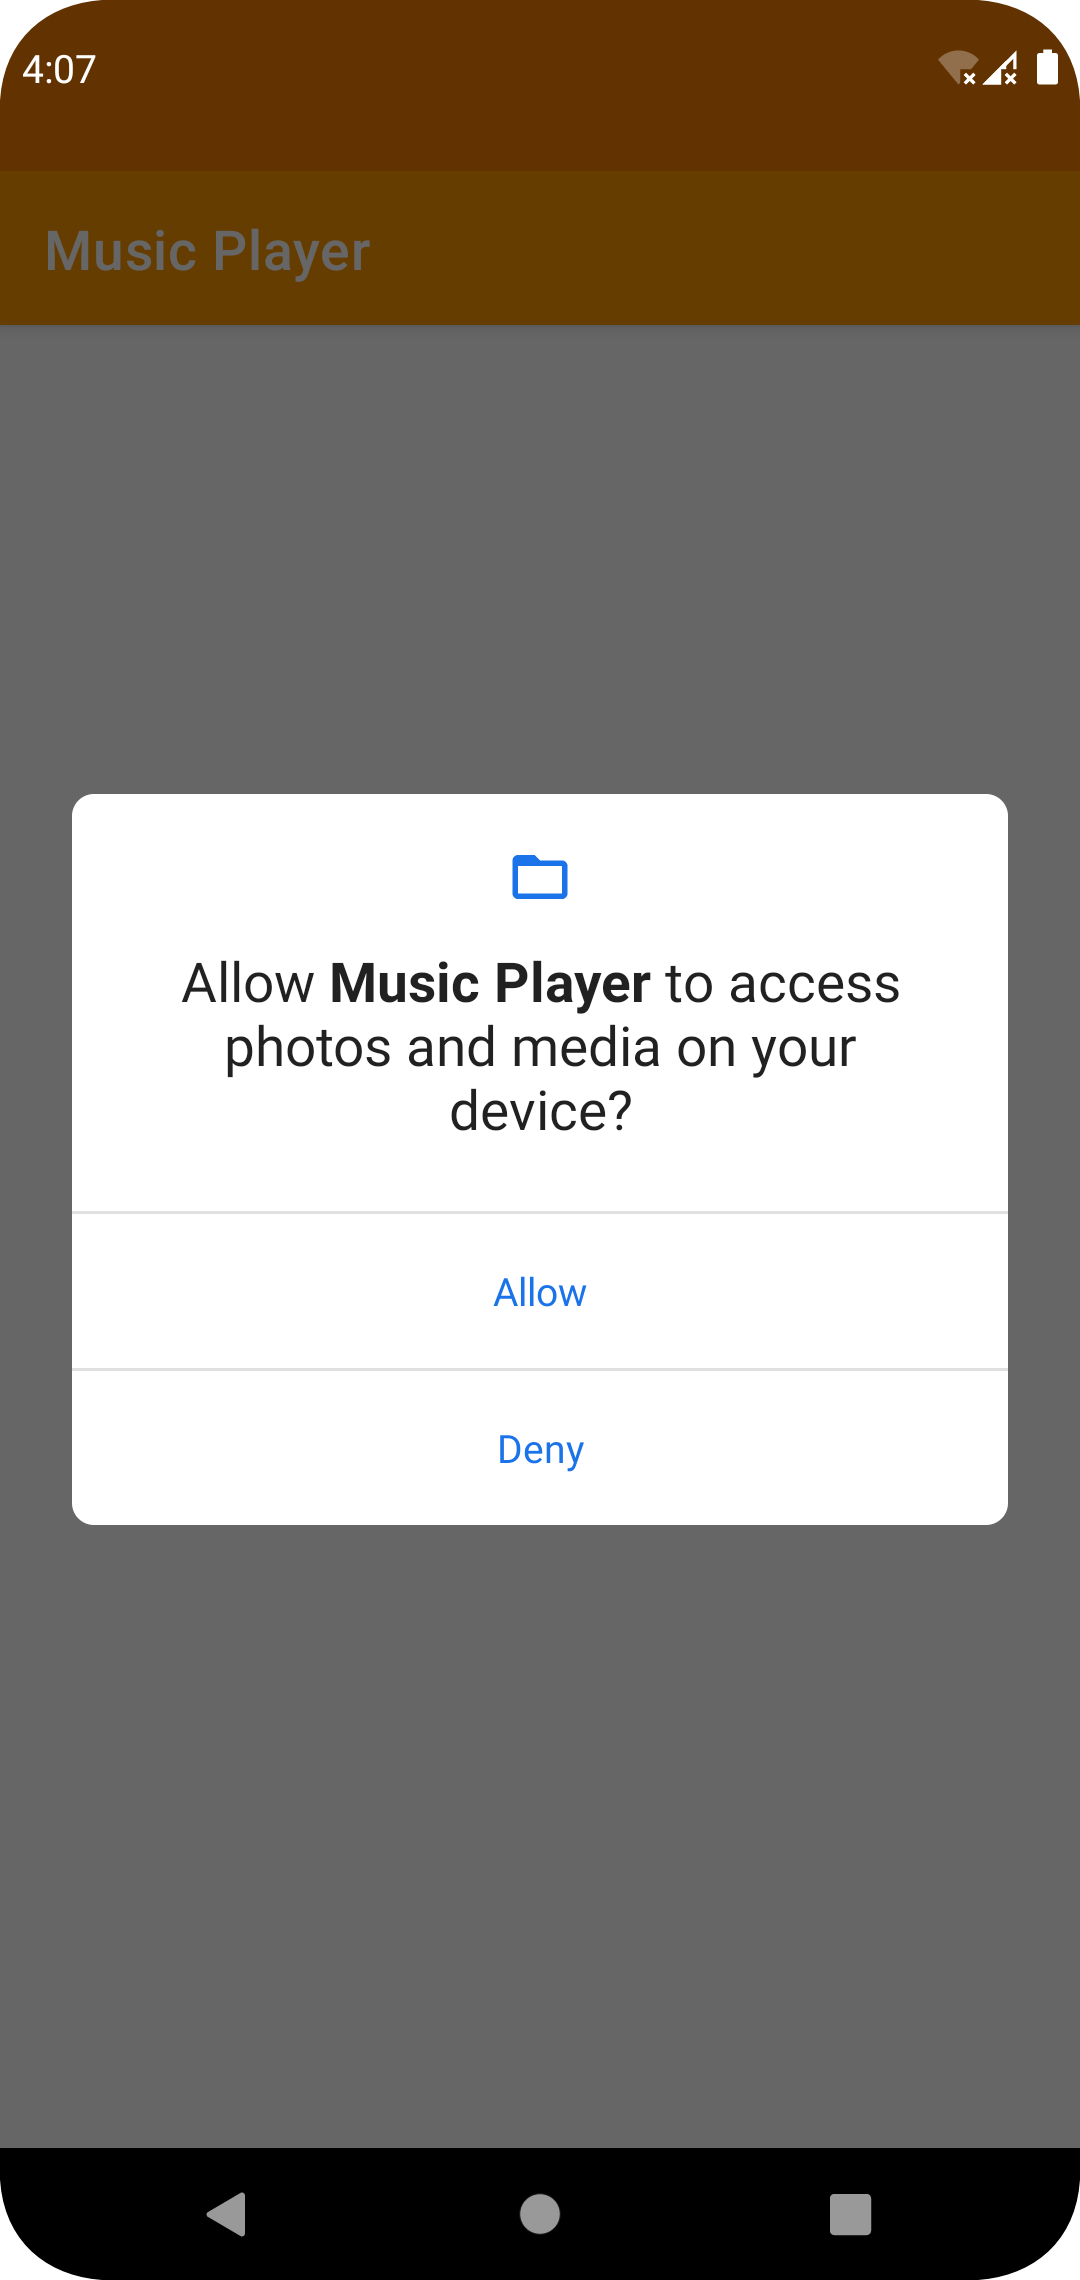 4:07
Music Player
Allow Music Player to access
photos and media on your
device?
Allow
Deny